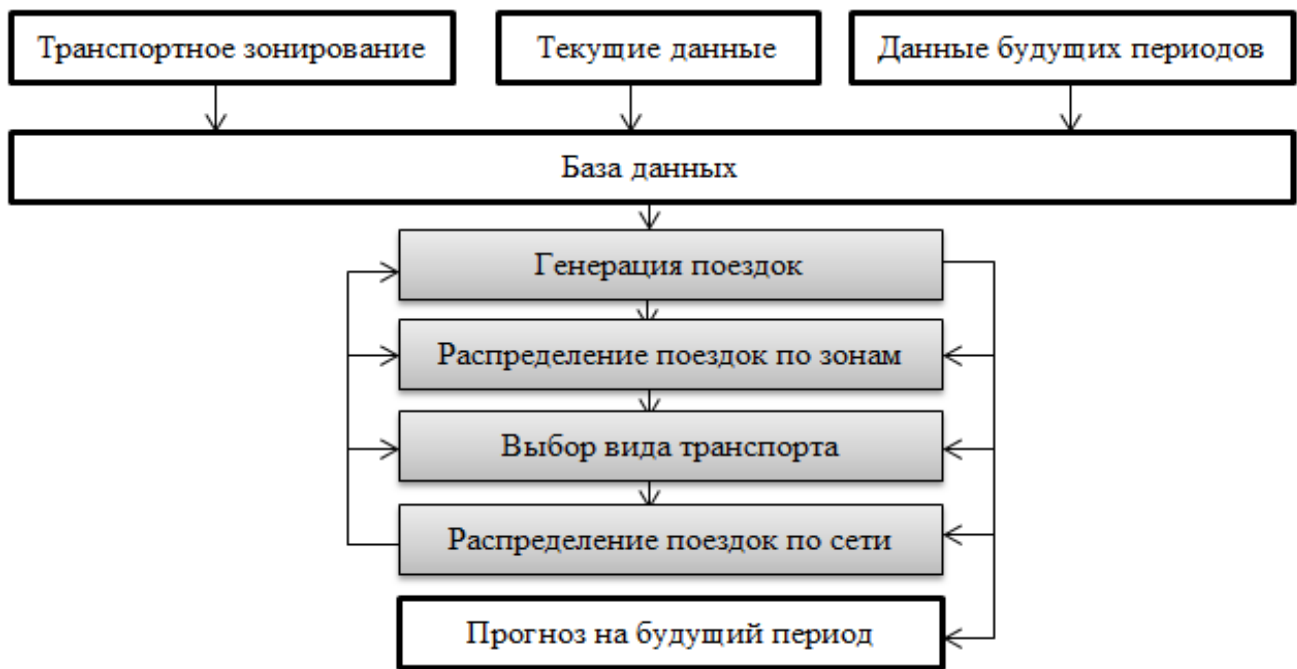 Транспортное зонирование
Текущие данные
Данные будущих периодов
База данных
Генерация поездок
Распределение поездок по зонам
Выбор вида транспорта
Распределение поездок по сети
Прогноз на будущий период